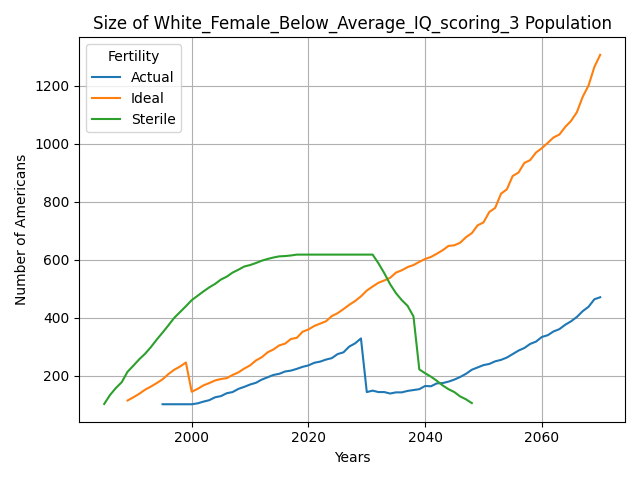 Size of White_Female_Below_Average_IQ_scoring_3 Population
Fertility
Actual
Ideal
Sterile
1200
1000
800
600
400
200
Number of Americans
2000 2020 2040 2060
Years